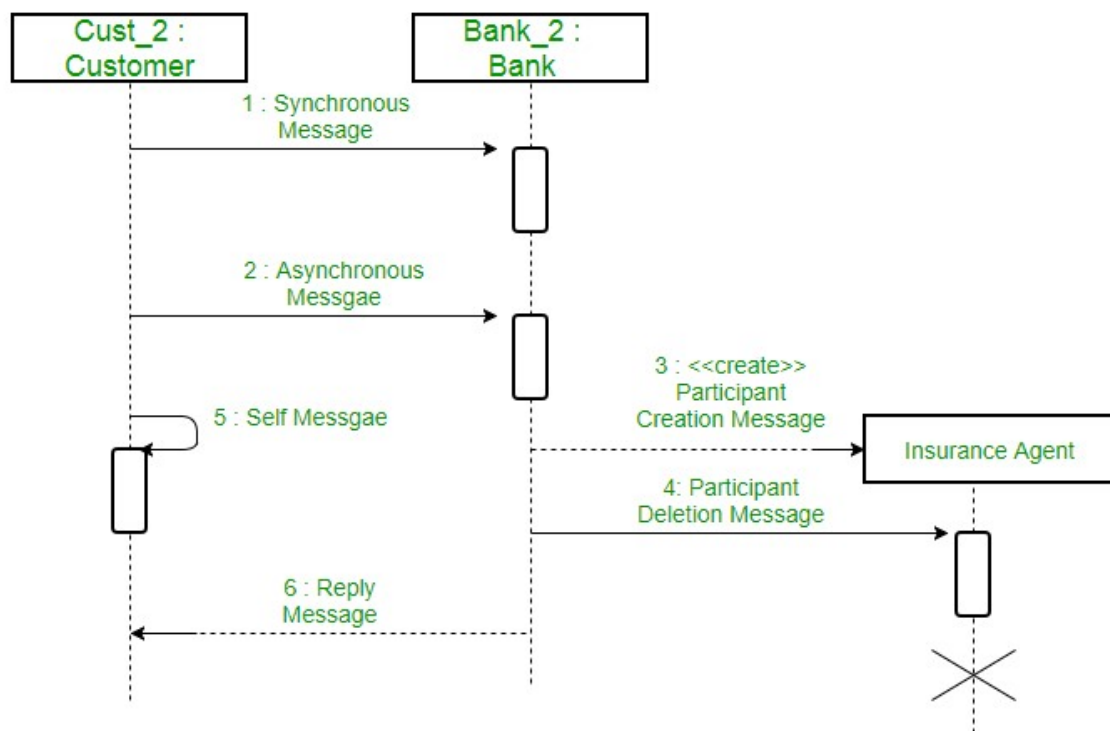 Cust_2 :
Customer
Bank_2 :
Bank
1 : Synchronous
Message
2 : Asynchronous
Messgae
3 : <<create>>
Participant
Creation Message
5 : Self Messgae
Insurance Agent
4: Participant
Deletion Message
6 : Reply
Message